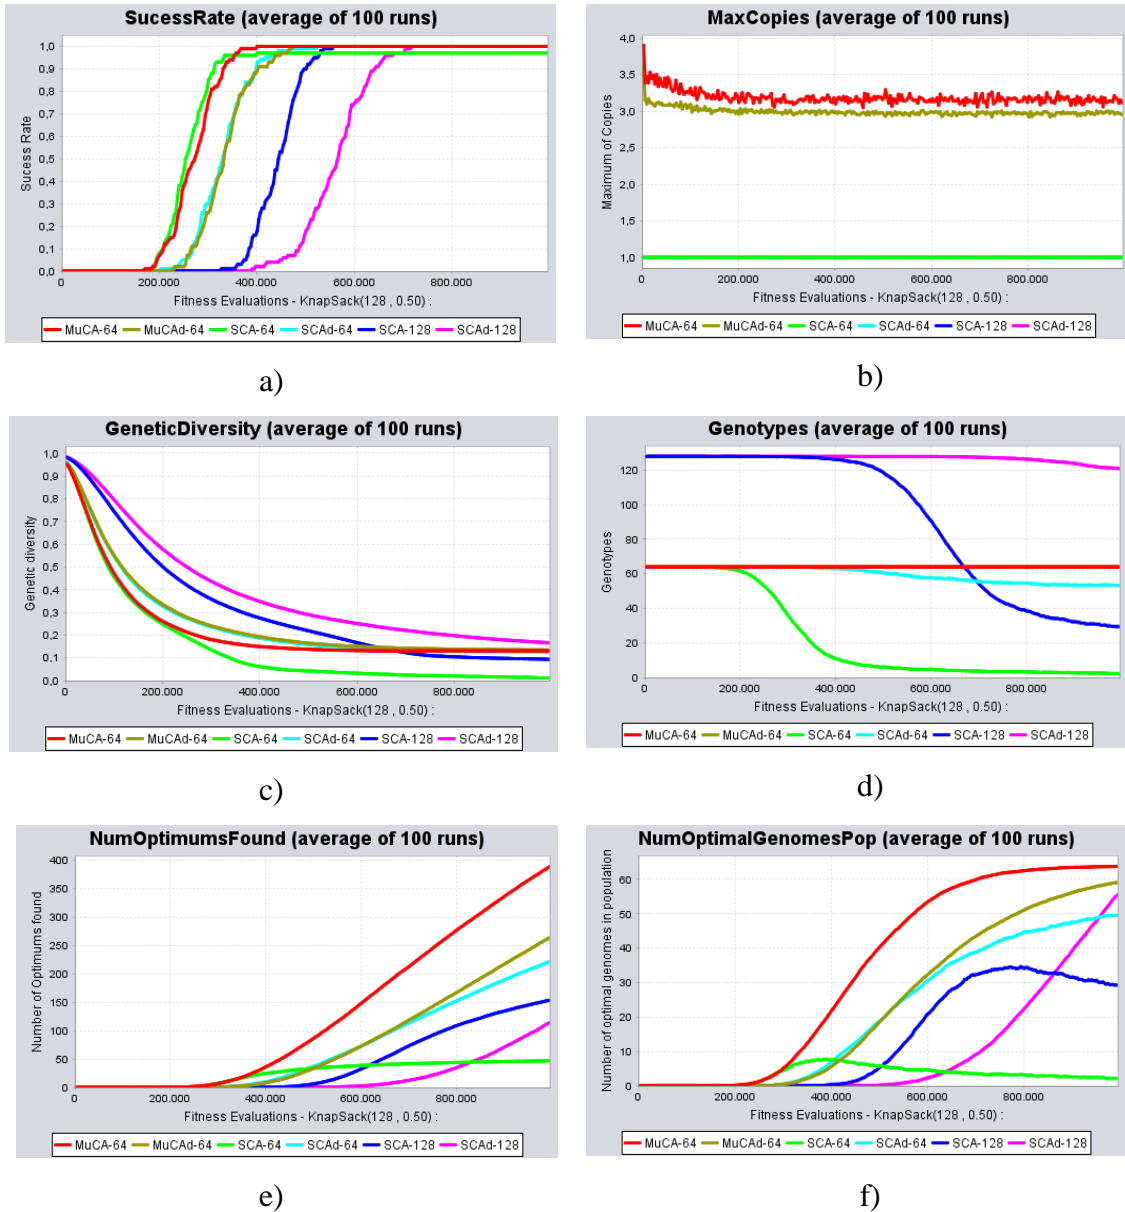 SucessRate (average of 100 runs)
1,0
0,9
0,8
0,7
0,6
0,5
0,4
0,3
0,2
0,1
0,0
Sucess Rate
0 200.000 400.000 600.000 800.000
Fitness Evaluations - KnapSack(128 , 0.50) :
MuCA-64 MuCAd-64 SCA-64 SCAd-64 SCA-128 SCAd-128
a)
MaxCopies (average of 100 runs)
4,0
3,5
3,0
2,5
2,0
1,5
1,0
Maximum of Copies
0 200.000 400.000 600.000 800.000
Fitness Evaluations - KnapSack(128 , 0.50) :
MuCA-64 MuCAd-64 SCA-64 SCAd-64 SCA-128 SCAd-128
b)
GeneticDiversity (average of 100 runs)
1,0
0,9
0,8
0,7
0,6
0,5
0,4
0,3
0,2
0,1
0,0
Genetic diversity
0 200.000 400.000 600.000 800.000
Fitness Evaluations - KnapSack(128 , 0.50) :
MuCA-64 MuCAd-64 SCA-64 SCAd-64 SCA-128 SCAd-128
c)
Genotypes (average of 100 runs)
120
100
80
60
40
20
0
Genotypes
0 200.000 400.000 600.000 800.000
Fitness Evaluations - KnapSack(128 , 0.50) :
MuCA-64 MuCAd-64 SCA-64 SCAd-64 SCA-128 SCAd-128
d)
NumOptimumsFound (average of 100 runs)
400
350
300
250
200
150
100
50
0
Number of Optimums found
0 200.000 400.000 600.000 800.000
Fitness Evaluations - KnapSack(128 , 0.50) :
MuCA-64 MuCAd-64 SCA-64 SCAd-64 SCA-128 SCAd-128
e)
NumOptimalGenomesPop (average of 100 runs)
60
50
40
30
20
10
0
Number of optimal genomes in population
0 200.000 400.000 600.000 800.000
Fitness Evaluations - KnapSack(128 , 0.50) :
MuCA-64 MuCAd-64 SCA-64 SCAd-64 SCA-128 SCAd-128
f)